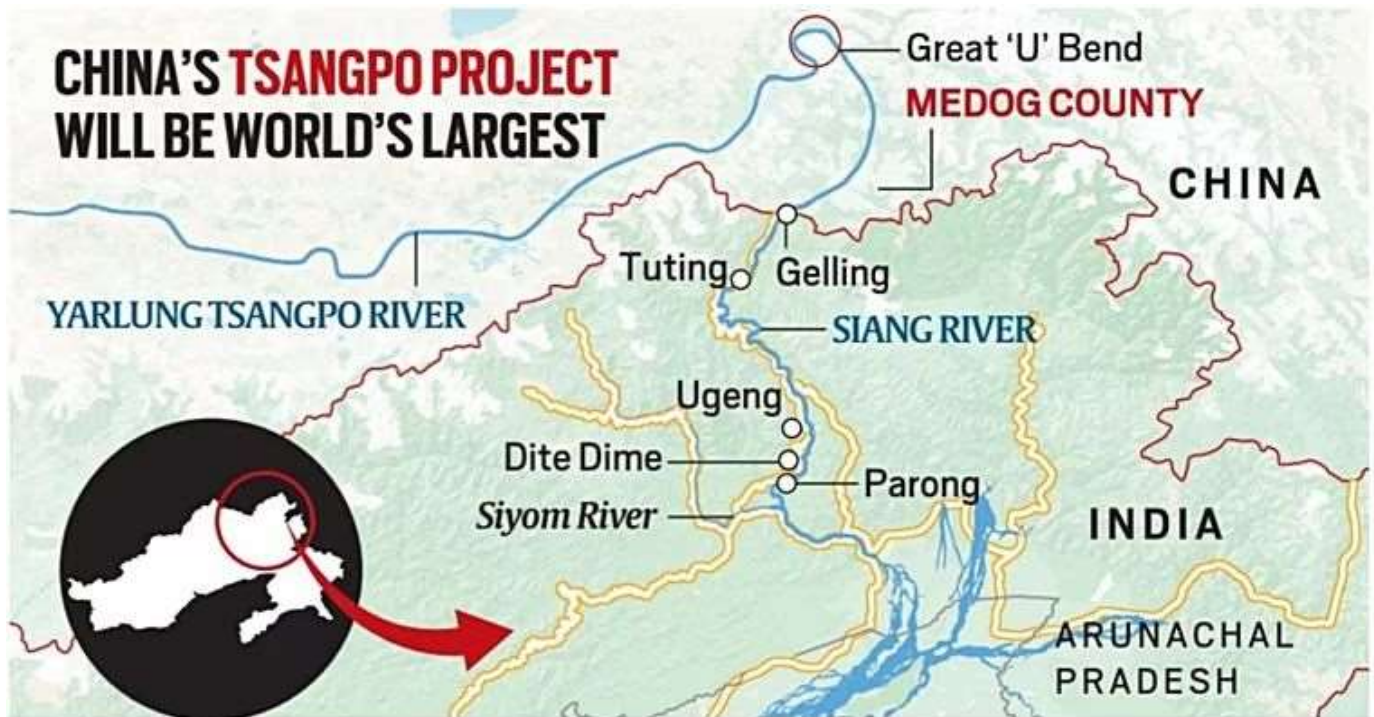 CHINA'S TSANGPO PROJECT
WILL BE WORLD'S LARGEST
Great 'U' Bend
MEDOG COUNTY
CHINA
YARLUNG TSANGPO RIVER
Tuting
Gelling
SIANG RIVER
Ugeng
Dite Dime
Parong
Siyom River
INDIA
ARUNACHAL
PRADESH